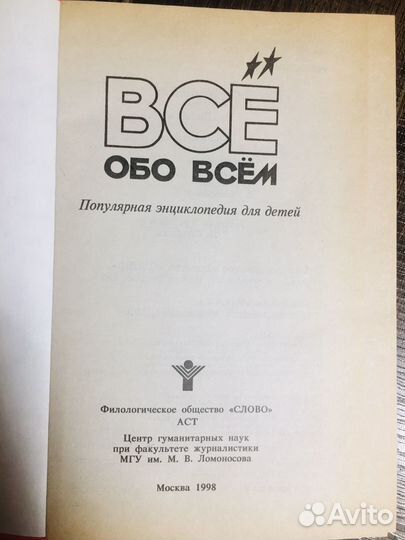 ВСЁ
ОБО ВСЁМ
Популярная энциклопедия для детей
Филологическое общество «СЛОВО»
АСТ
Центр гуманитарных наук
при факультете журналистики
МГУ им. М. В. Ломоносова
Москва 1998
Avito